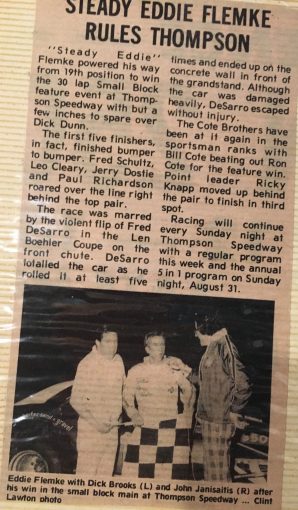 STEADY EDDIE FLEMKE
RULES THOMPSON
"Steady Eddie"
Flemke powered his way
from 19th position to win
the 30 lap Small Block
feature event at Thomp-
son Speedway with but a
few inches to spare over
Dick Dunn.
The first five finishers,
in fact, finished bumper
to bumper. Fred Schultz,
Leo Cleary, Jerry Dostie
and Paul Richardson
roared over the line right
behind the top pair.
The race was marred
by the violent flip of Fred
DeSarro in the Len
Boehler Coupe on the
front chute. DeSarro
totalled the car as he
rolled it at least five
times and ended up on the
concrete wall in front of
the grandstand. Although
the car was damaged
heavily, DeSarro escaped
without injury.
The Cote Brothers have
been at it again in the
sportsman ranks with
Bill Cote beating out Ron
Cote for the feature win.
Point leader Ricky
Knapp moved up behind
the pair to finish in third
spot.
Racing will continue
every Sunday night at
Thompson Speedway
with a regular program
this week and the annual
5 in 1 program on Sunday
night, August 31.
Eddie Flemke with Dick Brooks (L) and John Janisaitis (R) after
his win in the small block main at Thompson Speedway ... Clint
Lawton photo